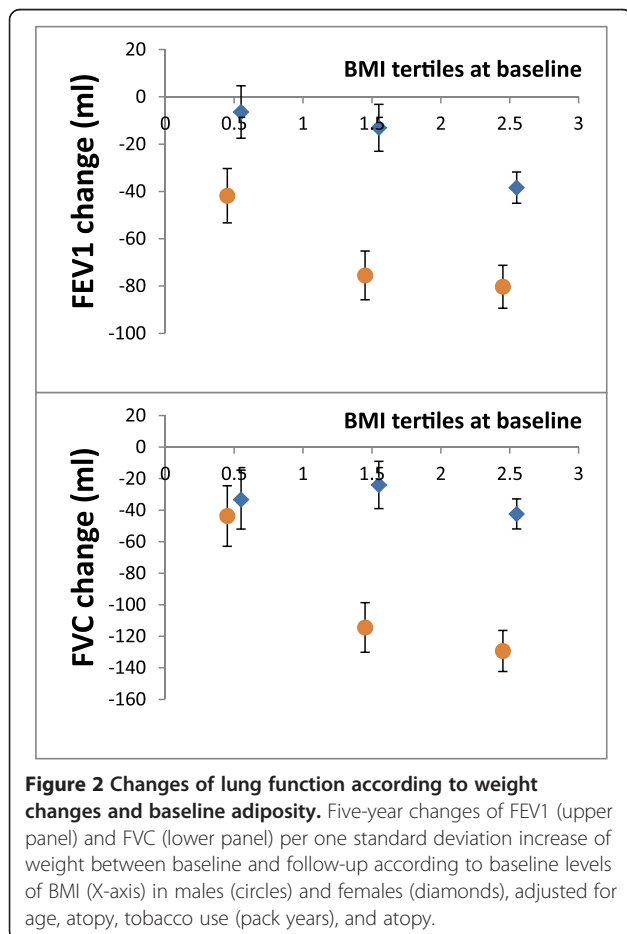 BMI tertiles at baseline
FEV1 change (ml)
20
0
-20
-40
-60
-80
-100
0 0.5 1 1.5 2 2.5 3
BMI tertiles at baseline
FVC change (ml)
20
0
-20
-40
-60
-80
-100
-120
-140
-160
0 0.5 1 1.5 2 2.5 3
Figure 2 Changes of lung function according to weight
changes and baseline adiposity. Five-year changes of FEV1 (upper
panel) and FVC (lower panel) per one standard deviation increase of
weight between baseline and follow-up according to baseline levels
of BMI (X-axis) in males (circles) and females (diamonds), adjusted for
age, atopy, tobacco use (pack years), and atopy.